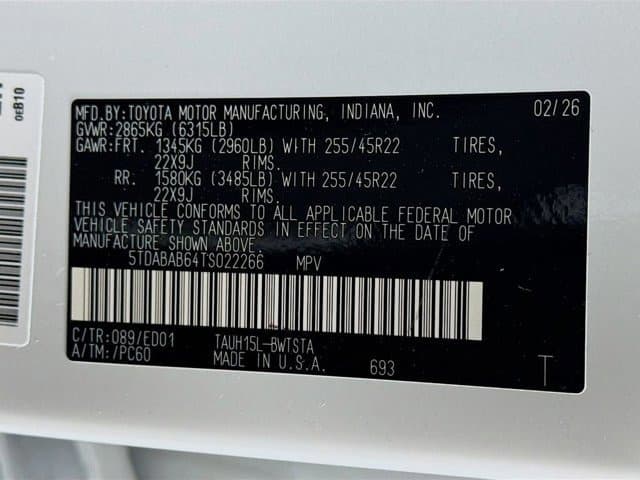 MFD.BY:TOYOTA MOTOR MANUFACTURING, INDIANA, INC. 02/26
GVWR:2865KG (6315LB)
GAWR:FRT. 1345KG (2960LB) WITH 255/45R22 TIRES,
22X9J RIMS.
RR. 1580KG (3485LB) WITH 255/45R22 TIRES,
22X9J RIMS.
THIS VEHICLE CONFORMS TO ALL APPLICABLE FEDERAL MOTOR
VEHICLE SAFETY STANDARDS IN EFFECT ON THE DATE OF
MANUFACTURE SHOWN ABOVE.
5TDABAB64TS022266 MPV
C/TR:089/ED01 TAUH15L-BWTSTA
A/TM:/PC60 MADE IN U.S.A. 693 T
0EB10